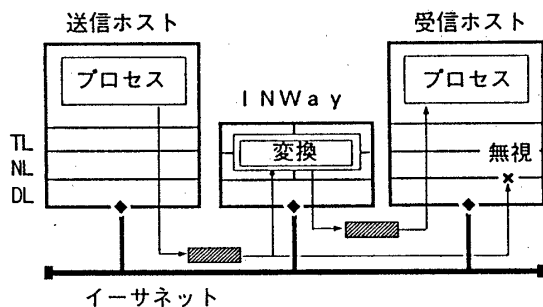 送信ホスト
受信ホスト
プロセス
プロセス
INWay
変換
無視
TL
NL
DL
イーサネット